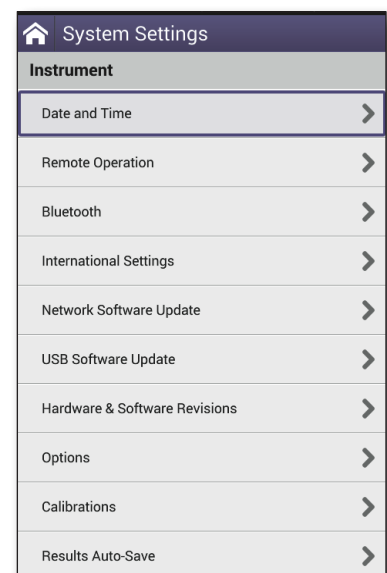 System Settings
Instrument
Date and Time
Remote Operation
Bluetooth
International Settings
Network Software Update
USB Software Update
Hardware & Software Revisions
Options
Calibrations
Results Auto-Save